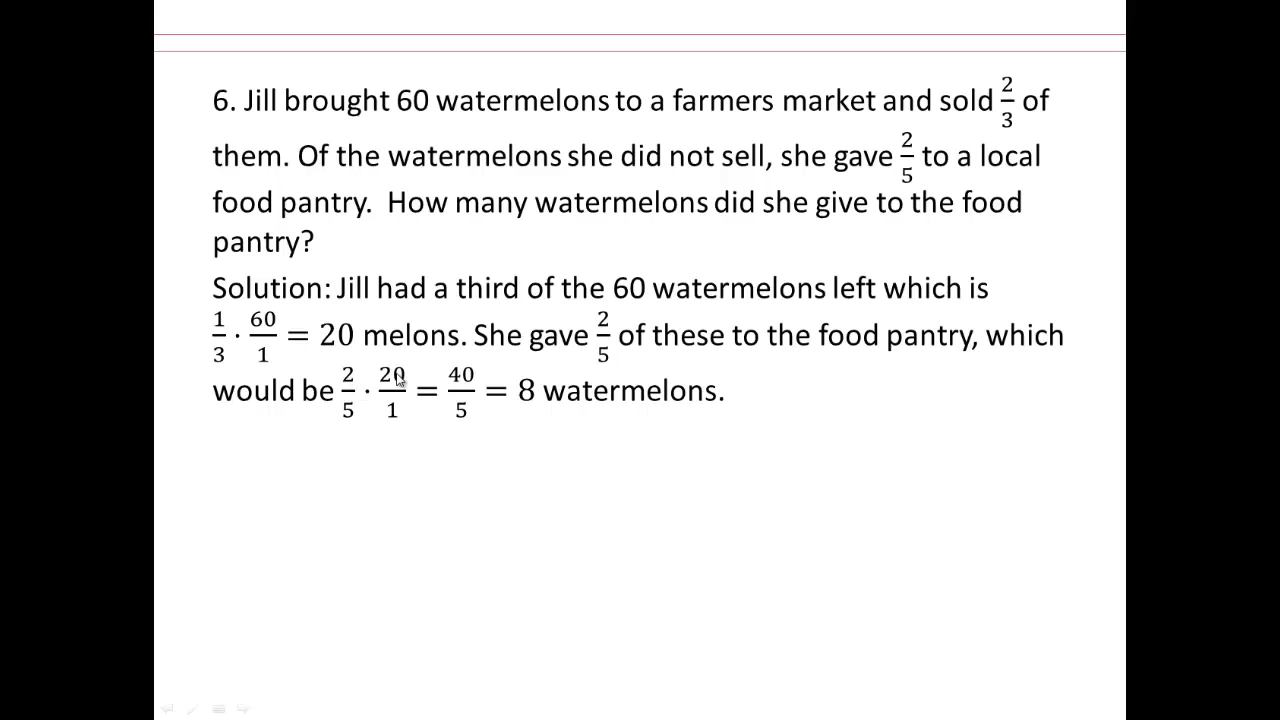 6. Jill brought 60 watermelons to a farmers market and sold 2/3 of
them. Of the watermelons she did not sell, she gave 2/5 to a local
food pantry.  How many watermelons did she give to the food
pantry?
Solution: Jill had a third of the 60 watermelons left which is
1/3 · 60/1 = 20 melons. She gave 2/5 of these to the food pantry, which
would be 2/5 · 20/1 = 40/5 = 8 watermelons.